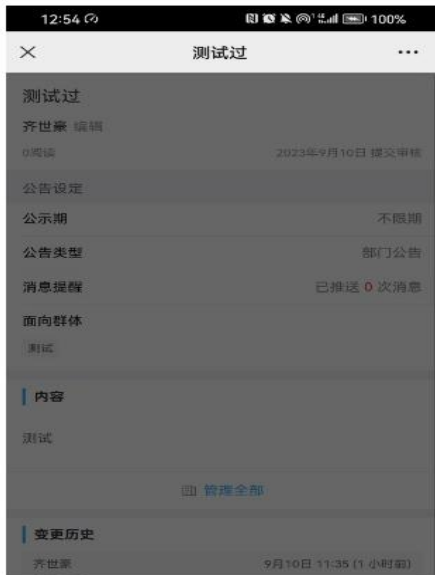 12:54 100%
测试过
测试过
齐世豪 编辑
0阅读 2023年9月10日 提交审核
公告设定
公示期 不限期
公告类型 部门公告
消息提醒 已推送 0 次消息
面向群体
测试
内容
测试
管理全部
变更历史
齐世豪 9月10日 11:35 (1 小时前)